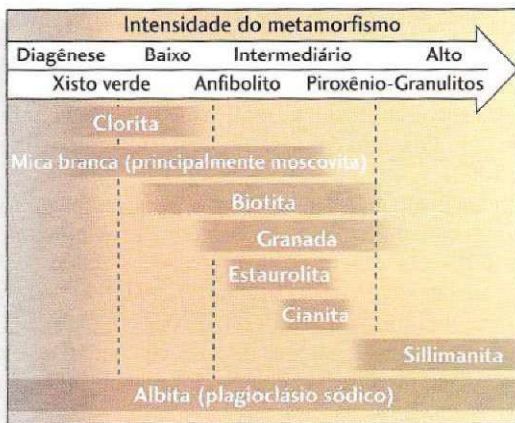 Intensidade do metamorfismo
Diagênese Baixo Intermediário Alto
Xisto verde Anfibolito Piroxênio-Granulitos
Clorita
Mica branca (principalmente moscovita)
Biotita
Granada
Estaurolita
Cianita
Sillimanita
Albita (plagioclásio sódico)